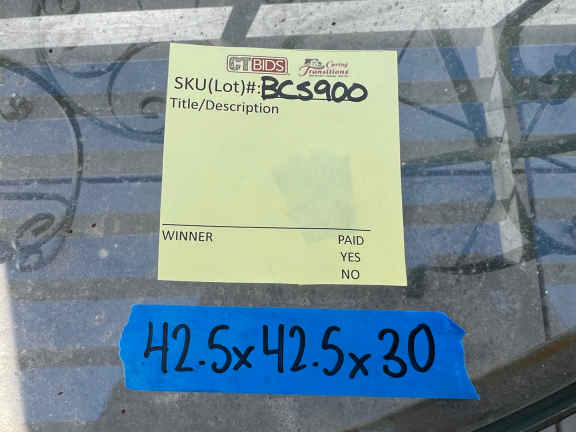 CTBIDS Caring Transitions
SKU(Lot)#: BCS900
Title/Description
WINNER PAID
YES
NO
42.5x42.5x30